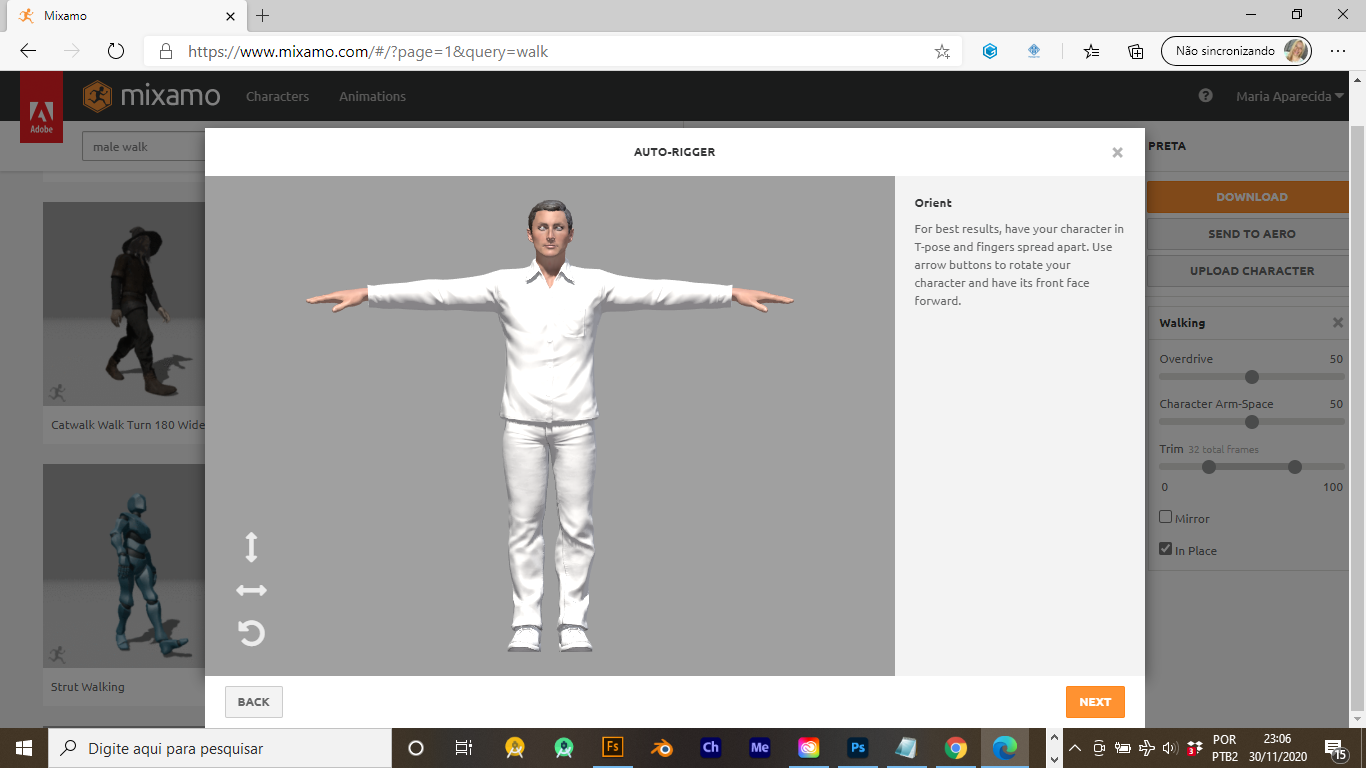 Mixamo
https://www.mixamo.com/#/?page=1&query=walk
Não sincronizando
Adobe
mixamo
Characters
Animations
Maria Aparecida
male walk
AUTO-RIGGER
PRETA
Orient
For best results, have your character in
T-pose and fingers spread apart. Use
arrow buttons to rotate your
character and have its front face
forward.
DOWNLOAD
SEND TO AERO
UPLOAD CHARACTER
Walking
Overdrive 50
Character Arm-Space 50
Trim 32 total frames
0 100
Mirror
In Place
Catwalk Walk Turn 180 Wide
Strut Walking
BACK
NEXT
Digite aqui para pesquisar
Fs
Ch
Me
Ps
3
POR
PTB2
23:06
30/11/2020
15